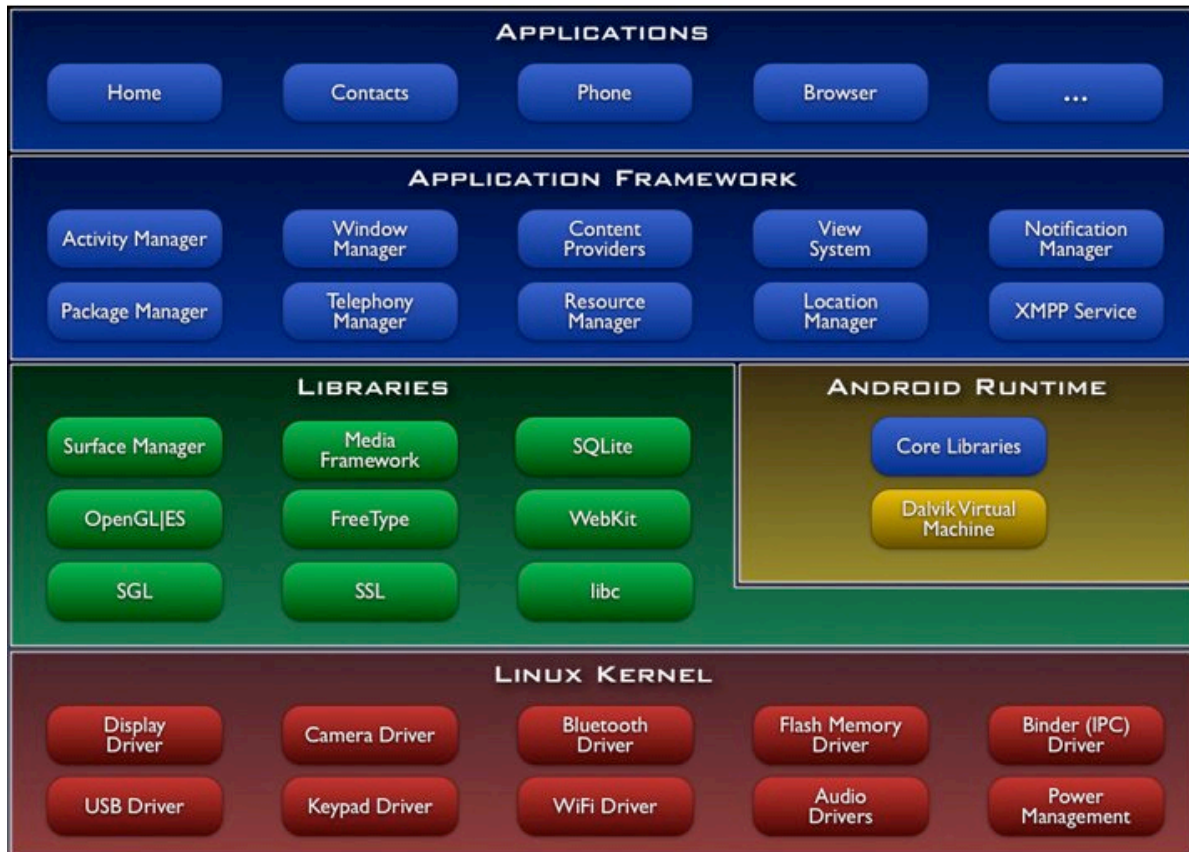 APPLICATIONS
Home
Contacts
Phone
Browser
...
APPLICATION FRAMEWORK
Activity Manager
Window
Manager
Content
Providers
View
System
Notification
Manager
Package Manager
Telephony
Manager
Resource
Manager
Location
Manager
XMPP Service
LIBRARIES
Surface Manager
Media
Framework
SQLite
OpenGL|ES
FreeType
WebKit
SGL
SSL
libc
ANDROID RUNTIME
Core Libraries
Dalvik Virtual
Machine
LINUX KERNEL
Display
Driver
Camera Driver
Bluetooth
Driver
Flash Memory
Driver
Binder (IPC)
Driver
USB Driver
Keypad Driver
WiFi Driver
Audio
Drivers
Power
Management